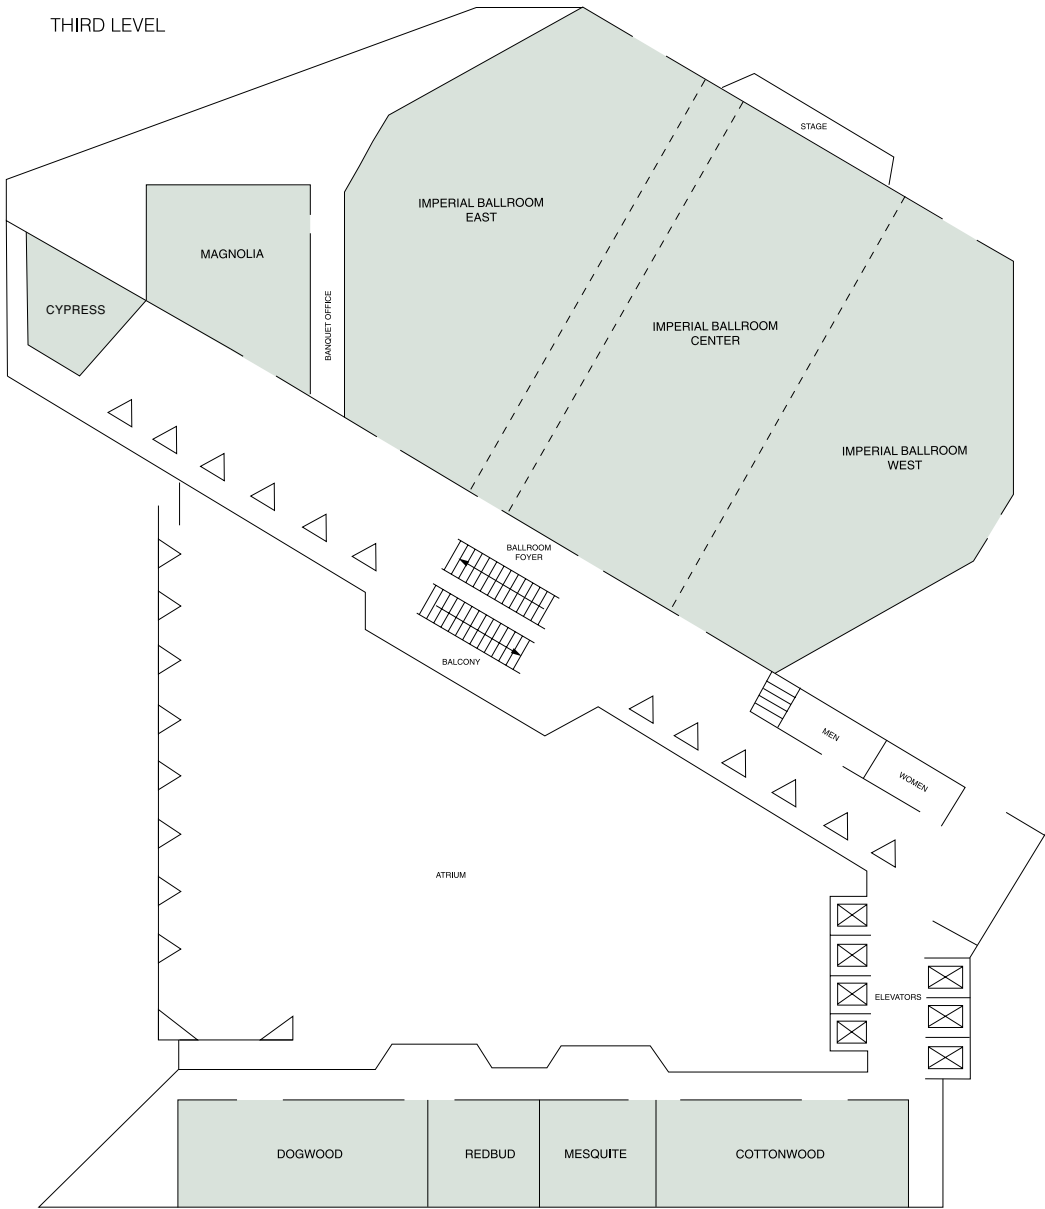 THIRD LEVEL
STAGE
IMPERIAL BALLROOM
EAST
MAGNOLIA
CYPRESS
BANQUET OFFICE
IMPERIAL BALLROOM
CENTER
IMPERIAL BALLROOM
WEST
BALLROOM
FOYER
BALCONY
MEN
WOMEN
ATRIUM
ELEVATORS
DOGWOOD
REDBUD
MESQUITE
COTTONWOOD